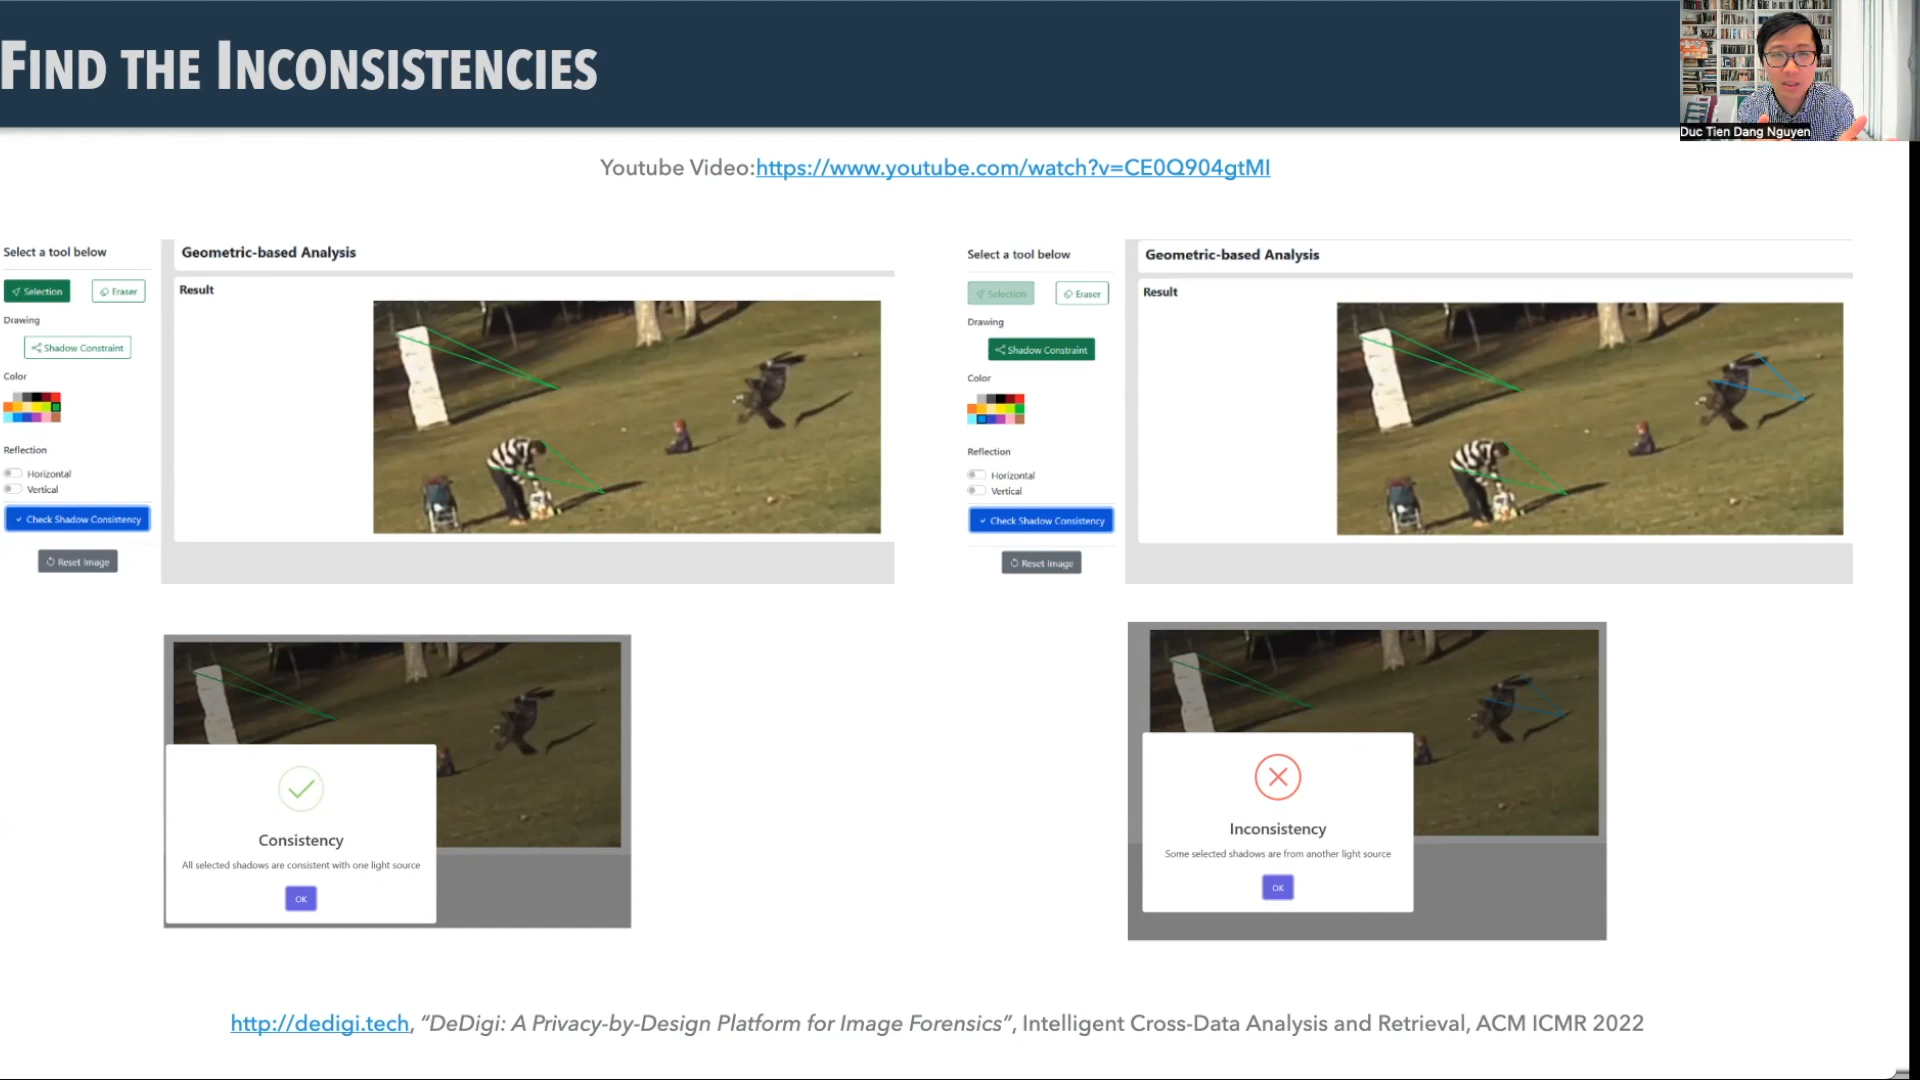 FIND THE INCONSISTENCIES
Duc Tien Dang Nguyen
Youtube Video:https://www.youtube.com/watch?v=CE0Q904gtMI
Select a tool below
Selection
Eraser
Drawing
Shadow Constraint
Color
Reflection
Horizontal
Vertical
Check Shadow Consistency
Reset Image
Geometric-based Analysis
Result
Select a tool below
Selection
Eraser
Drawing
Shadow Constraint
Color
Reflection
Horizontal
Vertical
Check Shadow Consistency
Reset Image
Geometric-based Analysis
Result
Consistency
All selected shadows are consistent with one light source
OK
Inconsistency
Some selected shadows are from another light source
OK
http://dedigi.tech, “DeDigi: A Privacy-by-Design Platform for Image Forensics”, Intelligent Cross-Data Analysis and Retrieval, ACM ICMR 2022